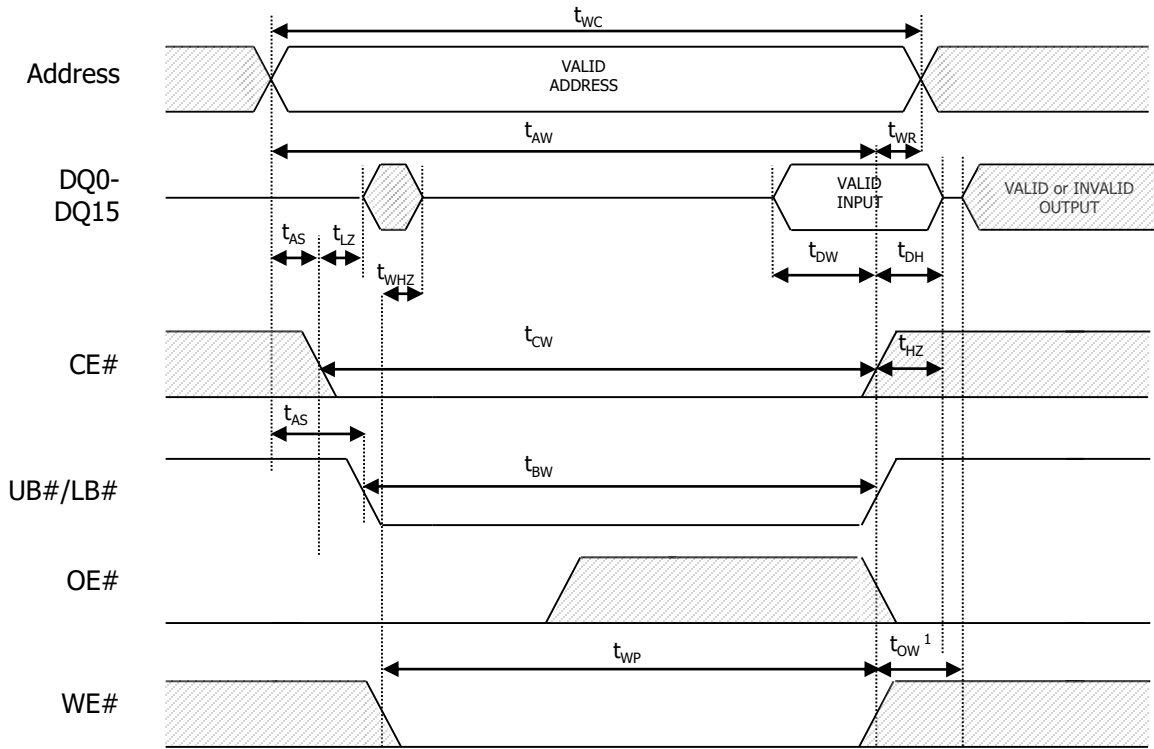 tWC
Address
VALID
ADDRESS
tAW
tWR
DQ0-
DQ15
VALID
INPUT
VALID or INVALID
OUTPUT
tAS
tLZ
tWHZ
tDW
tDH
CE#
tCW
tHZ
tAS
UB#/LB#
tBW
OE#
tWP
tOW 1
WE#